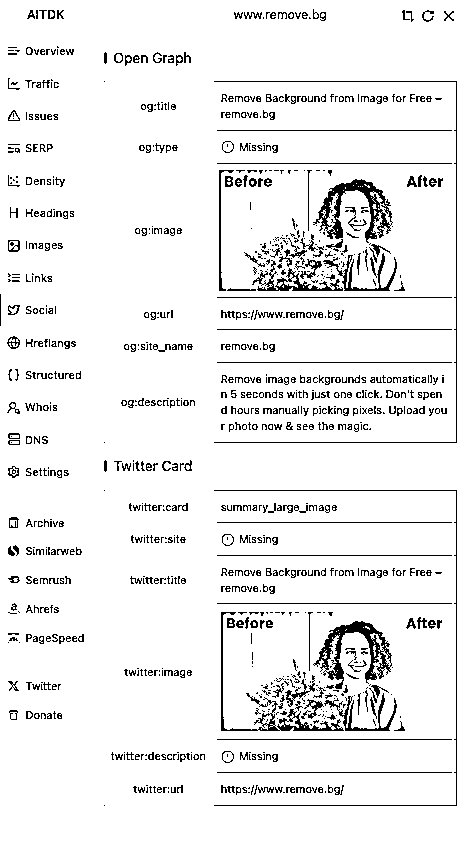 AITDK
www.remove.bg
Overview
Traffic
Issues
SERP
Density
Headings
Images
Links
Social
Hreflangs
Structured
Whois
DNS
Settings
Archive
Similarweb
Semrush
Ahrefs
PageSpeed
Twitter
Donate
Open Graph
og:title
Remove Background from Image for Free –
remove.bg
og:type
Missing
og:image
Before
After
og:url
https://www.remove.bg/
og:site_name
remove.bg
og:description
Remove image backgrounds automatically i
n 5 seconds with just one click. Don't spen
d hours manually picking pixels. Upload you
r photo now & see the magic.
Twitter Card
twitter:card
summary_large_image
twitter:site
Missing
twitter:title
Remove Background from Image for Free –
remove.bg
twitter:image
Before
After
twitter:description
Missing
twitter:url
https://www.remove.bg/